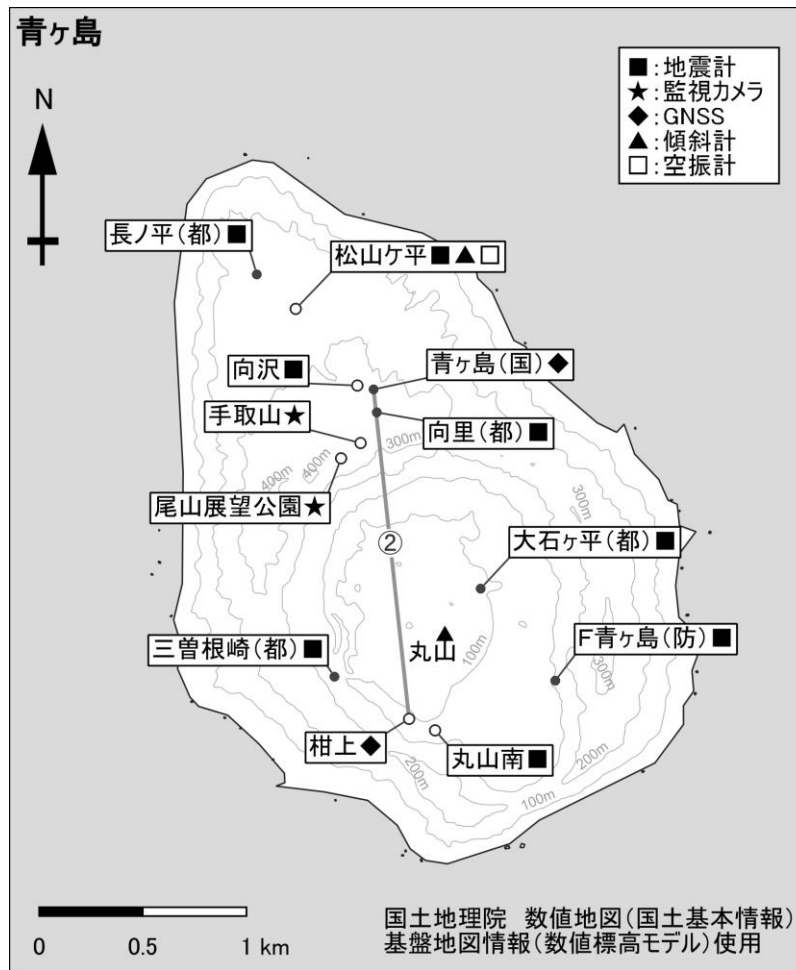 青ヶ島
■:地震計
★:監視カメラ
◆:GNSS
▲:傾斜計
□:空振計
N
長ノ平(都)■
松山ケ平■▲□
向沢■
青ヶ島(国)◆
手取山★
向里(都)■
300m
400m
400m
尾山展望公園★
300m
②
大石ヶ平(都)■
三曽根崎(都)■
丸山
100m
F青ヶ島(防)■
300m
柑上◆
丸山南■
200m
200m
100m
国土地理院 数値地図(国土基本情報)
基盤地図情報(数値標高モデル)使用
0 0.5 1 km